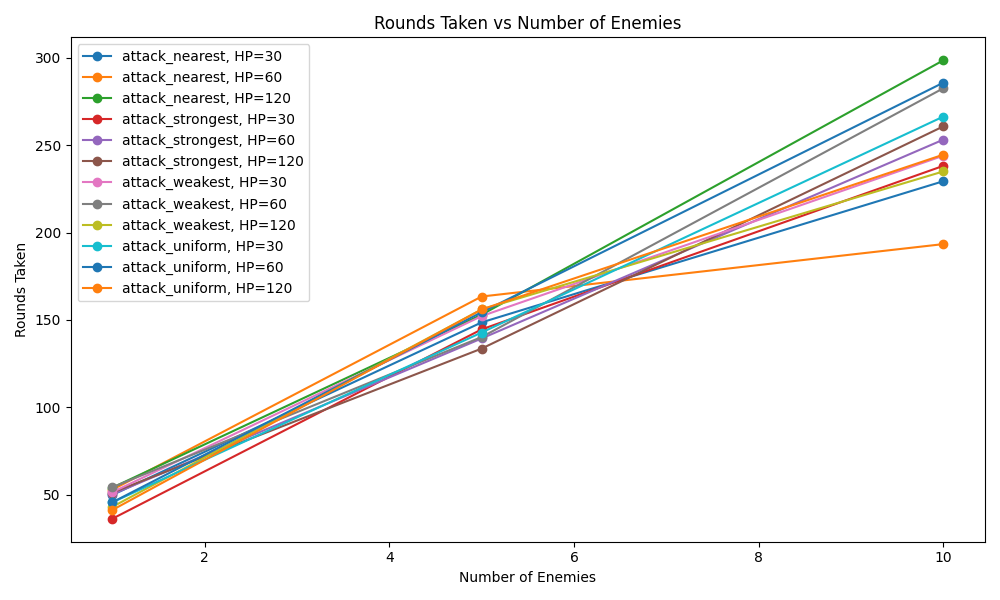 Rounds Taken vs Number of Enemies
attack_nearest, HP=30
attack_nearest, HP=60
attack_nearest, HP=120
attack_strongest, HP=30
attack_strongest, HP=60
attack_strongest, HP=120
attack_weakest, HP=30
attack_weakest, HP=60
attack_weakest, HP=120
attack_uniform, HP=30
attack_uniform, HP=60
attack_uniform, HP=120
Rounds Taken
300
250
200
150
100
50
2 4 6 8 10
Number of Enemies